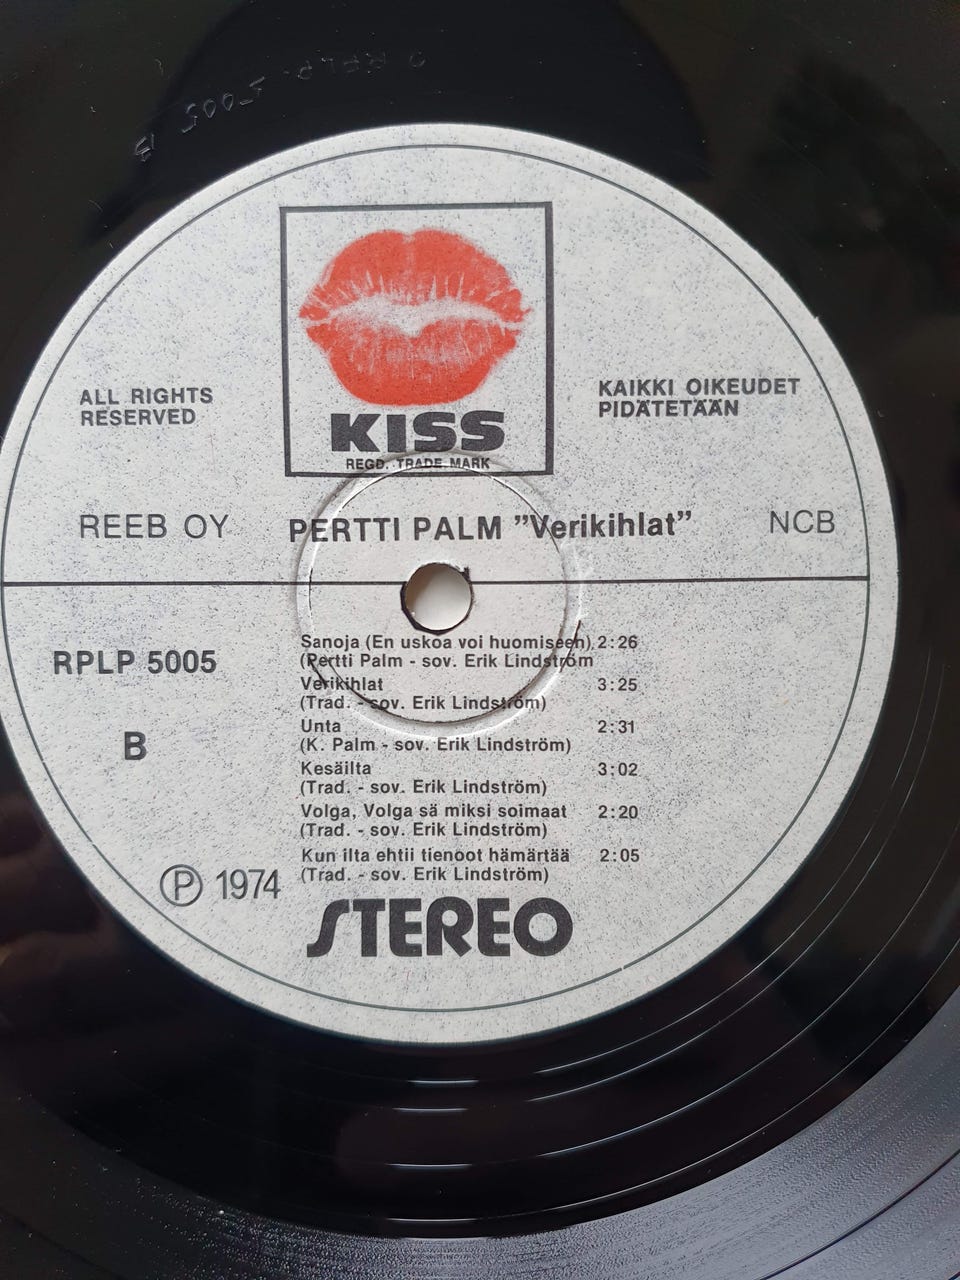 RPLP. 5005 B
KISS
REGD. TRADE MARK
ALL RIGHTS
RESERVED
KAIKKI OIKEUDET
PIDÄTETÄÄN
REEB OY
PERTTI PALM ”Verikihlat”
NCB
RPLP 5005
B
Sanoja (En uskoa voi huomiseen) 2:26
(Pertti Palm - sov. Erik Lindström
Verikihlat 3:25
(Trad. - sov. Erik Lindström)
Unta 2:31
(K. Palm - sov. Erik Lindström)
Kesäilta 3:02
(Trad. - sov. Erik Lindström)
Volga, Volga sä miksi soimaat 2:20
(Trad. - sov. Erik Lindström)
Kun ilta ehtii tienoot hämärtää 2:05
(Trad. - sov. Erik Lindström)
Ⓟ 1974
STEREO